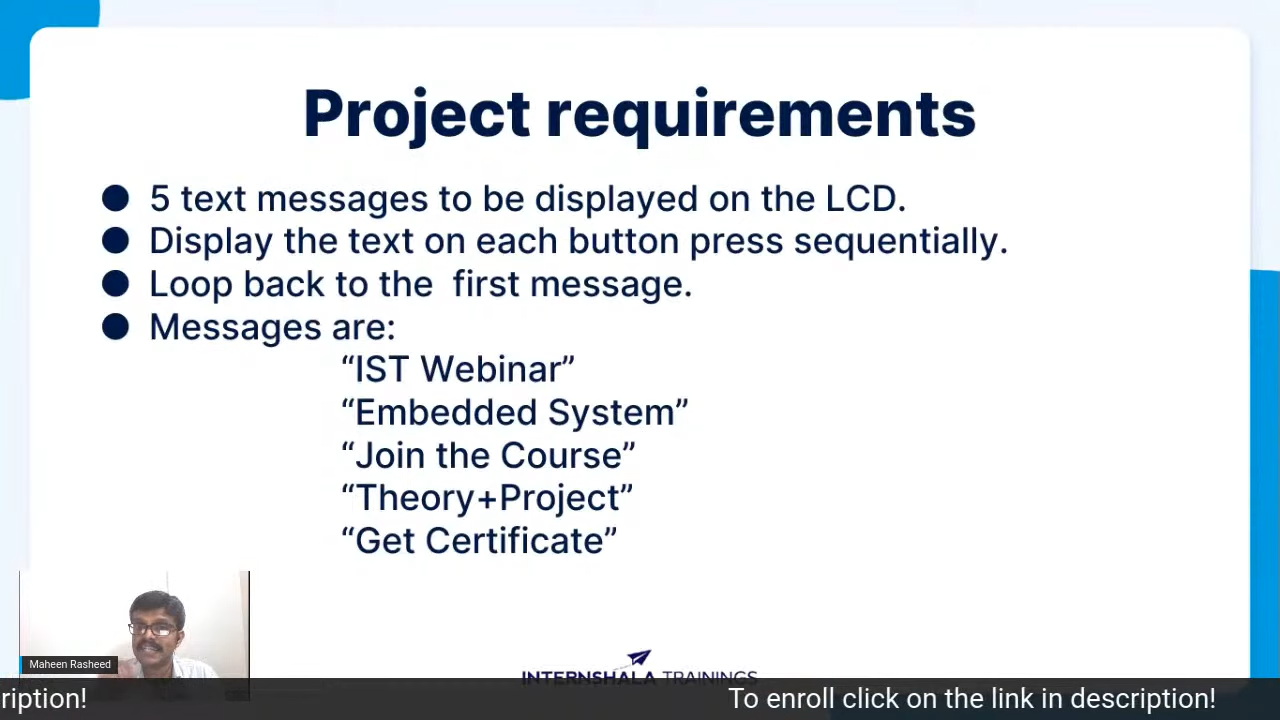 Project requirements
● 5 text messages to be displayed on the LCD.
● Display the text on each button press sequentially.
● Loop back to the first message.
● Messages are:
“IST Webinar”
“Embedded System”
“Join the Course”
“Theory+Project”
“Get Certificate”
Maheen Rasheed
INTERNSHALA TRAININGS
ription! To enroll click on the link in description!